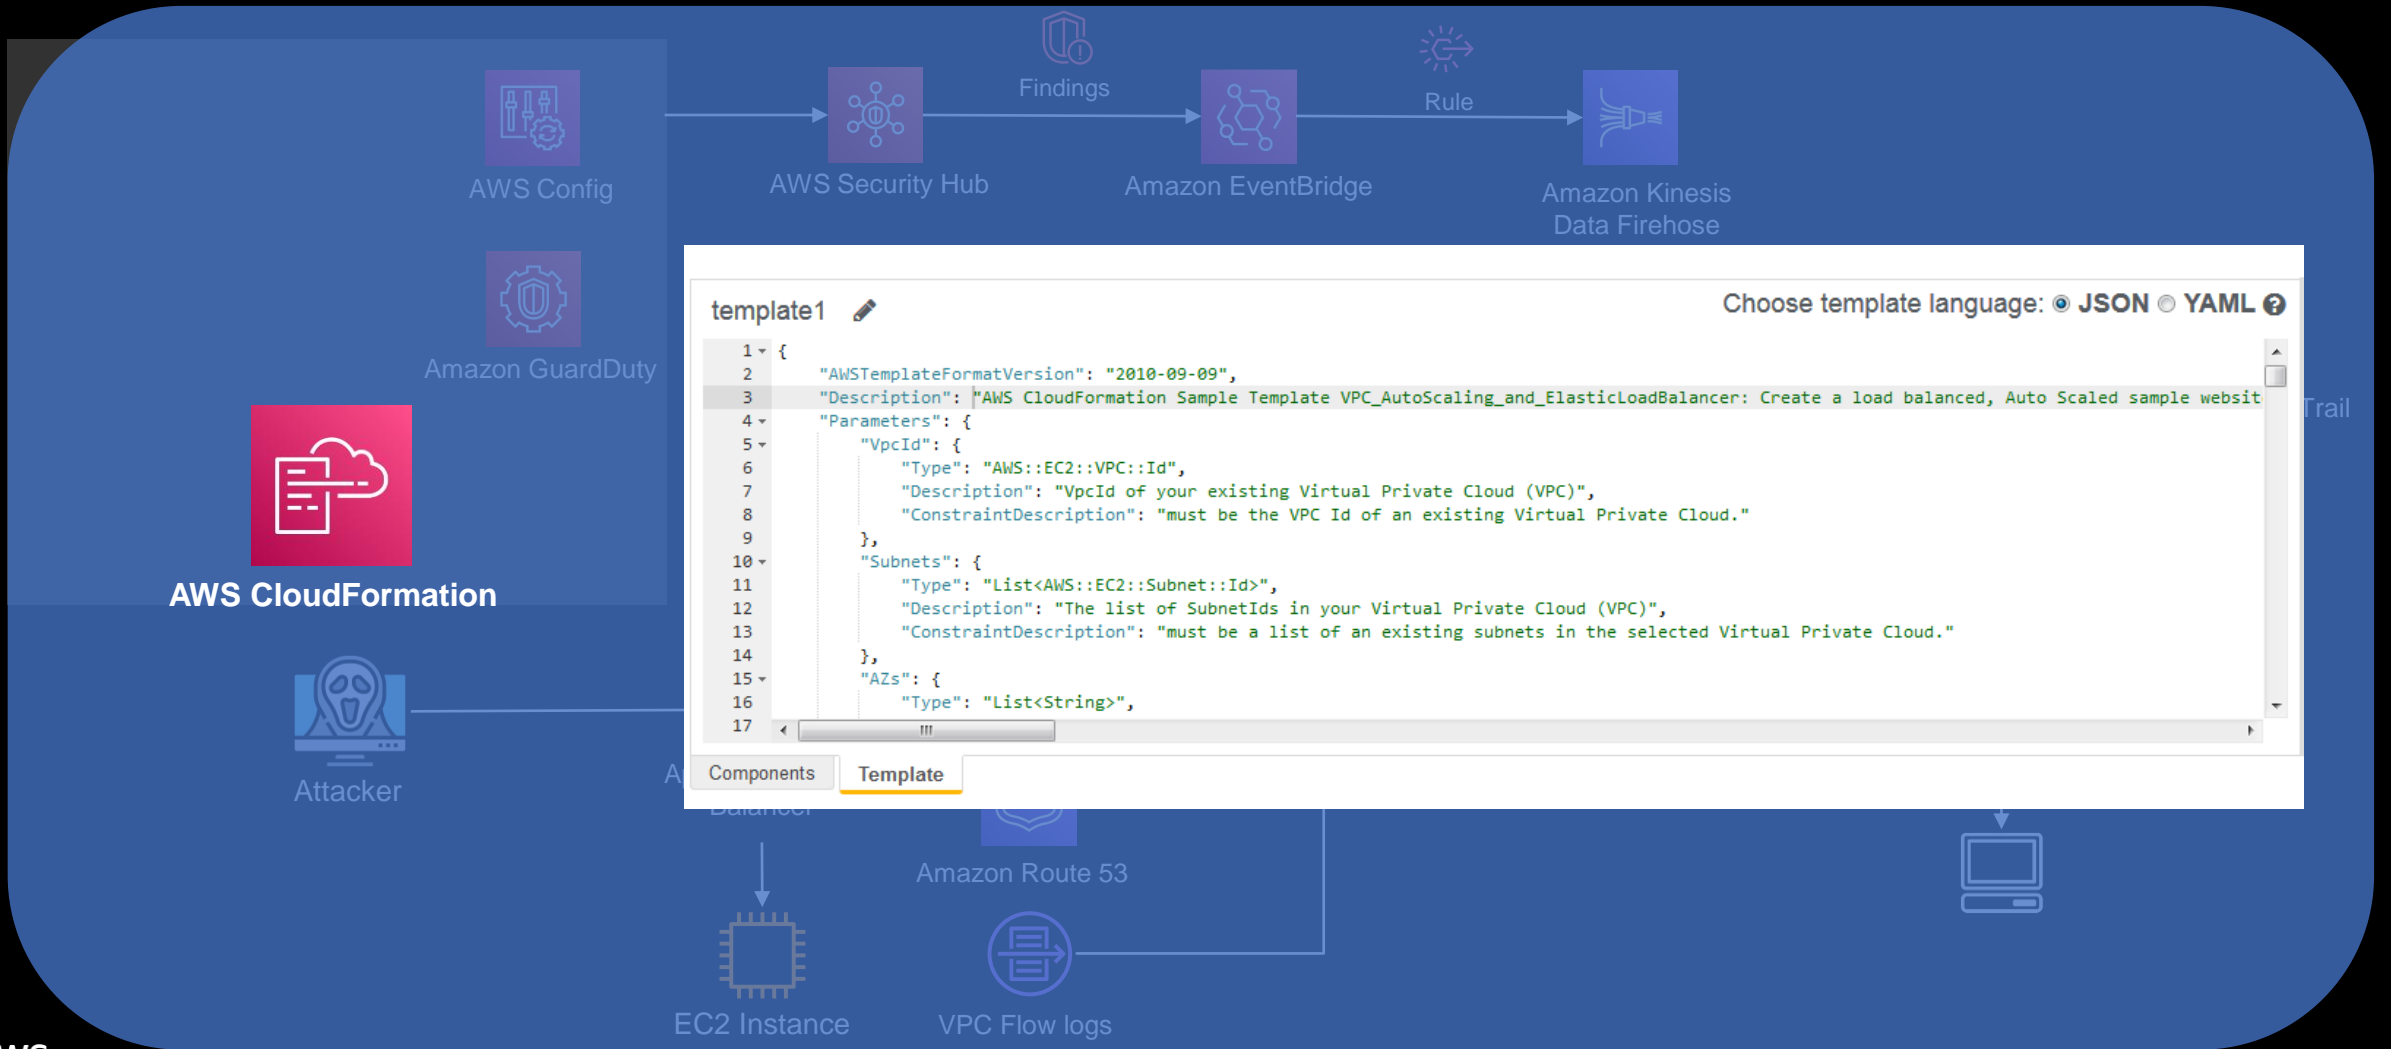 Findings
Rule
AWS Config
AWS Security Hub
Amazon EventBridge
Amazon Kinesis
Data Firehose
Amazon GuardDuty
Trail
AWS CloudFormation
template1
Choose template language: JSON YAML
1 {
2 "AWSTemplateFormatVersion": "2010-09-09",
3 "Description": "AWS CloudFormation Sample Template VPC_AutoScaling_and_ElasticLoadBalancer: Create a load balanced, Auto Scaled sample websit
4 "Parameters": {
5 "VpcId": {
6 "Type": "AWS::EC2::VPC::Id",
7 "Description": "VpcId of your existing Virtual Private Cloud (VPC)",
8 "ConstraintDescription": "must be the VPC Id of an existing Virtual Private Cloud."
9 },
10 "Subnets": {
11 "Type": "List<AWS::EC2::Subnet::Id>",
12 "Description": "The list of SubnetIds in your Virtual Private Cloud (VPC)",
13 "ConstraintDescription": "must be a list of an existing subnets in the selected Virtual Private Cloud."
14 },
15 "AZs": {
16 "Type": "List<String>",
17
Components Template
Attacker
Balancer
Amazon Route 53
EC2 Instance
VPC Flow logs